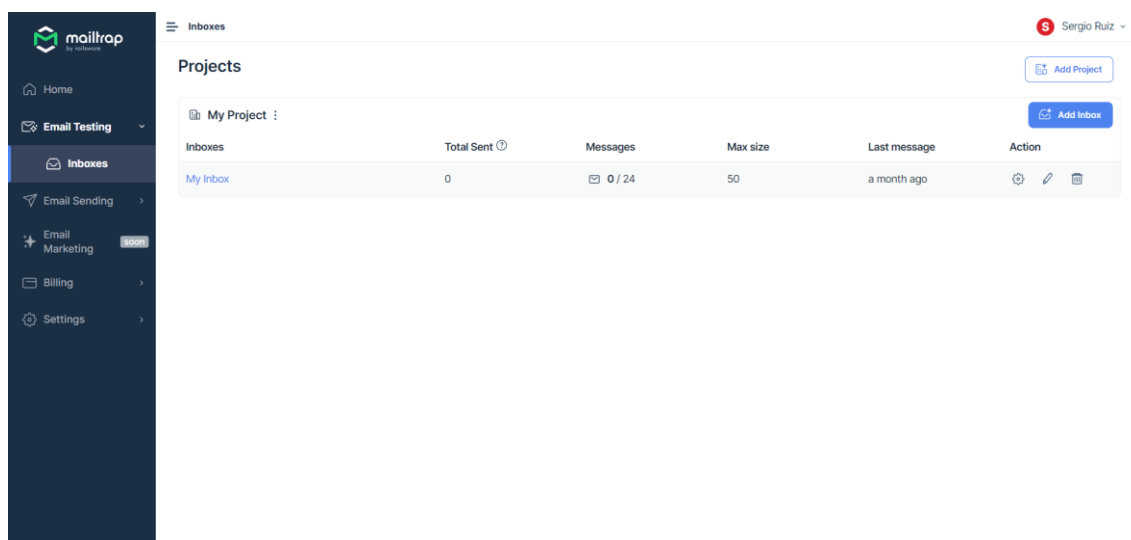 mailtrap
by railsware
Home
Email Testing
Inboxes
Email Sending
Email
Marketing
soon
Billing
Settings
Inboxes
S Sergio Ruiz
Projects
Add Project
My Project
Add Inbox
Inboxes Total Sent ? Messages Max size Last message Action
My Inbox 0 0 / 24 50 a month ago